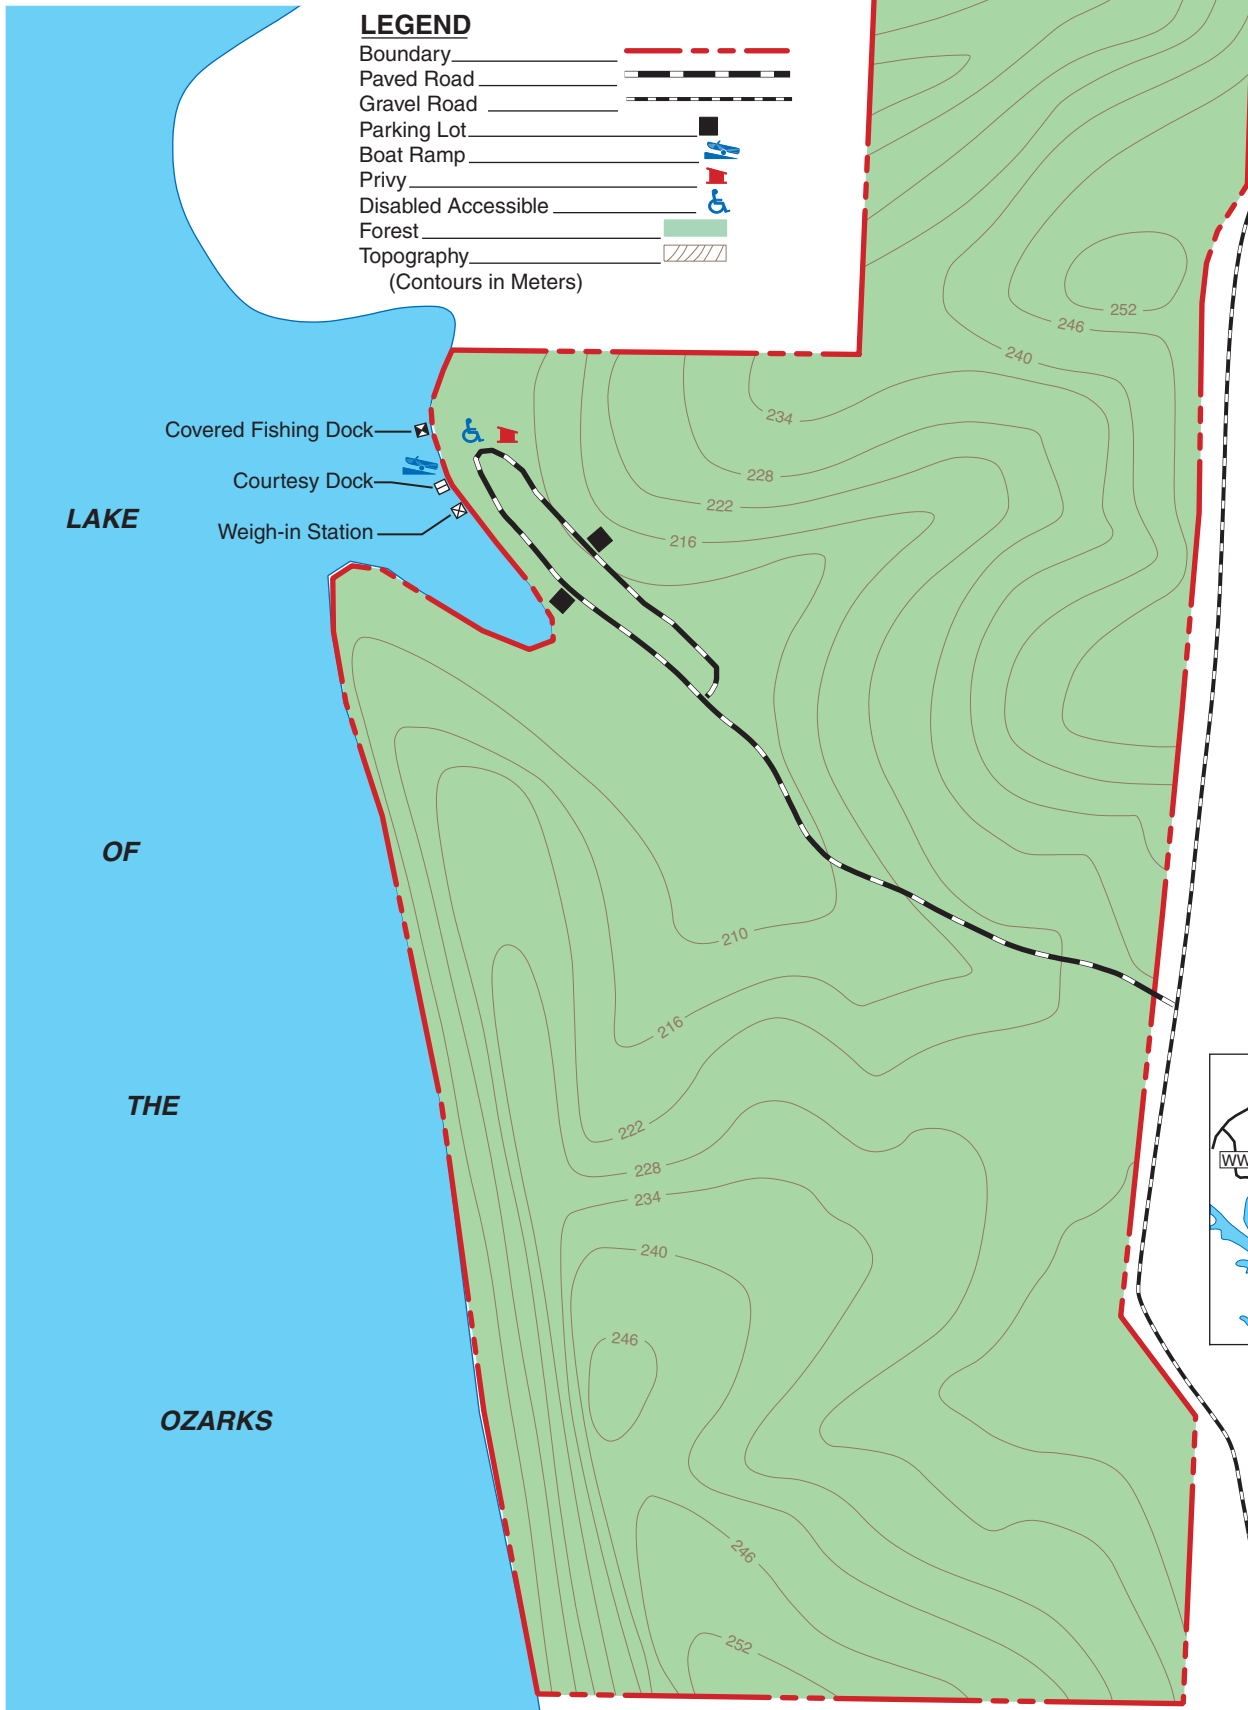 LEGEND
Boundary
Paved Road
Gravel Road
Parking Lot
Boat Ramp
Privy
Disabled Accessible
Forest
Topography
(Contours in Meters)
252
246
240
234
228
222
216
Covered Fishing Dock
Courtesy Dock
Weigh-in Station
LAKE
OF
THE
OZARKS
210
216
222
228
234
240
246
246
252
WW